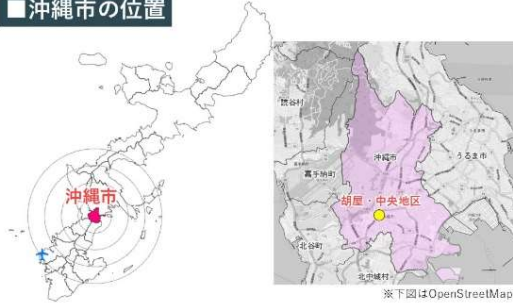 ■沖縄市の位置
沖縄市
読谷村
沖縄市
うるま市
嘉手納町
胡屋・中央地区
北谷町
北中城村
※下図はOpenStreetMap